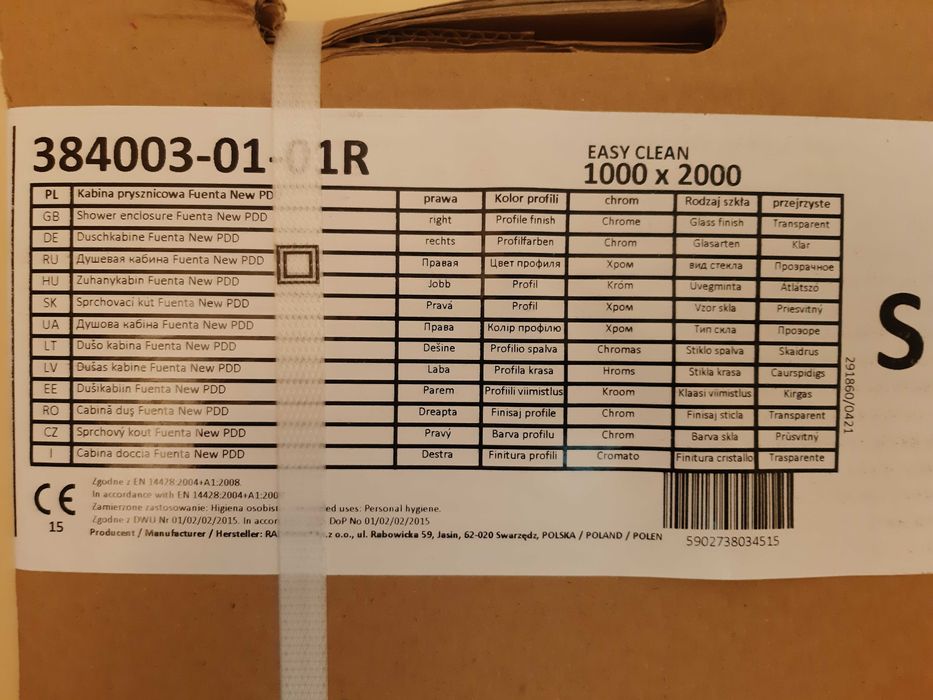 384003-01-01R
EASY CLEAN
1000 x 2000
PL Kabina prysznicowa Fuenta New PD prawa Kolor profili chrom Rodzaj szkła przejrzyste
GB Shower enclosure Fuenta New PDD right Profile finish Chrome Glass finish Transparent
DE Duschkabine Fuenta New PDD rechts Profilfarben Chrom Glasarten Klar
RU Душевая кабина Fuenta New PDD Правая Цвет профиля Хром вид стекла Прозрачное
HU Zuhanykabin Fuenta New PDD Jobb Profil Króm Uvegminta Atlatszó
SK Sprchovací kut Fuenta New PDD Pravá Profil Хром Vzor skla Priesvitný
UA Душова кабіна Fuenta New PDD Права Колір профілю Хром Тип скла Прозоре
LT Dušo kabina Fuenta New PDD Dešine Profilio spalva Chromas Stiklo spalva Skaidrus
LV Dušas kabine Fuenta New PDD Laba Profila krasa Hroms Stikla krasa Caurspidigs
EE Dušikabiin Fuenta New PDD Parem Profiili viimistlus Kroom Klaasi viimistlus Kirgas
RO Cabină duş Fuenta New PDD Dreapta Finisaj profile Chrom Finisaj sticla Transparent
CZ Sprchový kout Fuenta New PDD Pravý Barva profilu Chrom Barva skla Průsvitný
I Cabina doccia Fuenta New PDD Destra Finitura profili Cromato Finitura cristallo Trasparente
S
291860/0421
CE
15
Zgodne z EN 14428:2004+A1:2008.
In accordance with EN 14428:2004+A1:200
Zamierzone zastosowanie: Higiena osobist ed uses: Personal hygiene.
Zgodne z DWU Nr 01/02/02/2015. In accor DoP No 01/02/02/2015
Producent / Manufacturer / Hersteller: RA .z o.o., ul. Rabowicka 59, Jasin, 62-020 Swarzędz, POLSKA / POLAND / POLEN
5902738034515